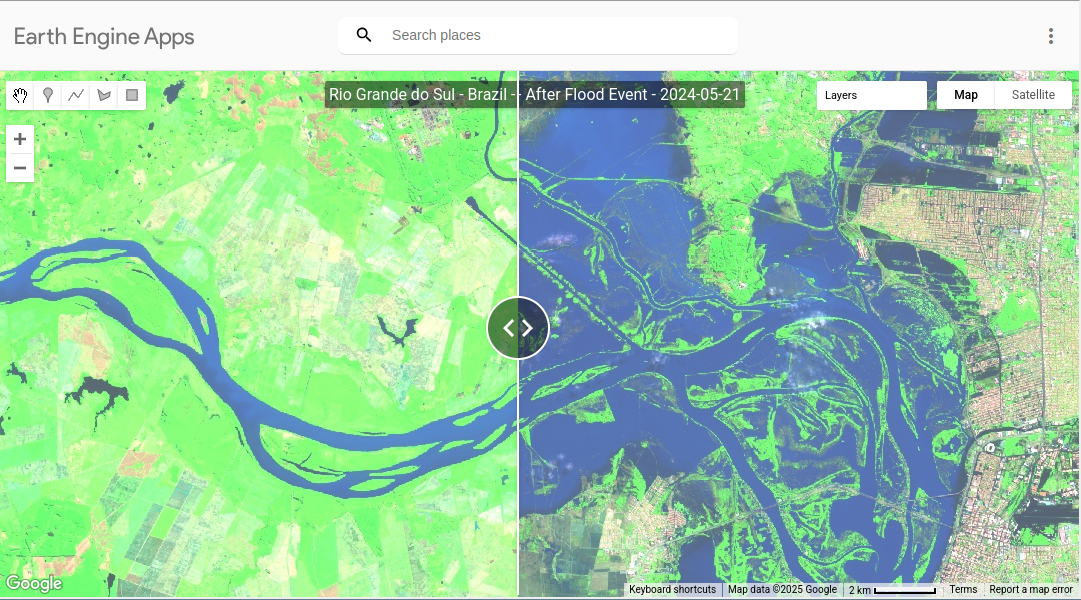 Earth Engine Apps
Search places
Rio Grande do Sul - Brazil -- After Flood Event - 2024-05-21
Layers
Map
Satellite
Google
Keyboard shortcuts
Map data ©2025 Google
2 km
Terms
Report a map error